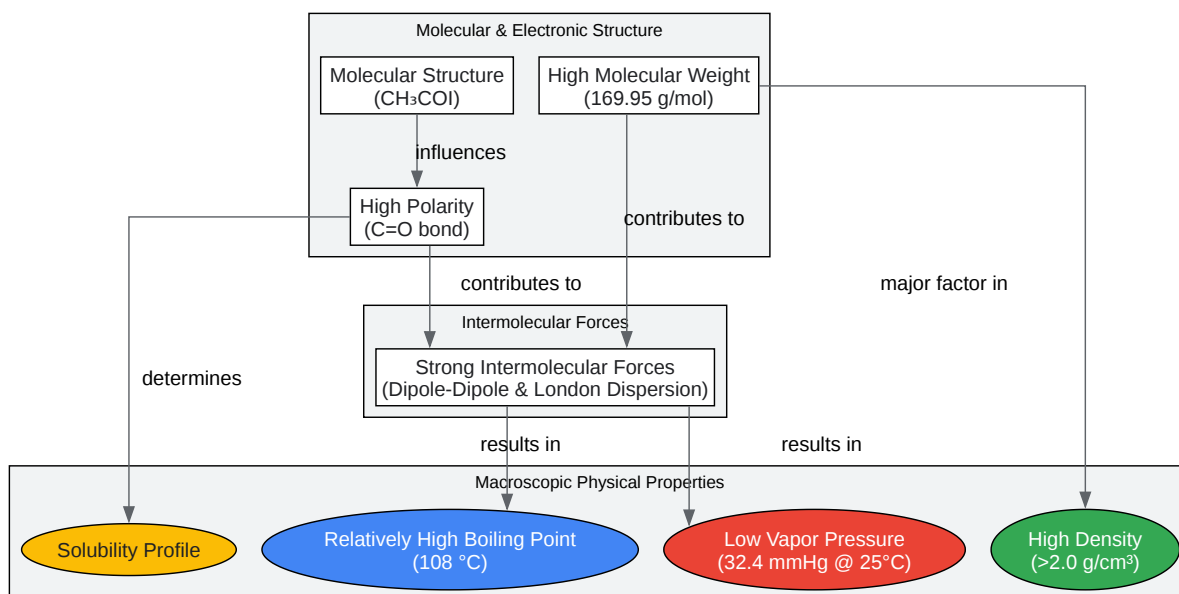 Molecular & Electronic Structure
Molecular Structure
(CH₃COI)
High Molecular Weight
(169.95 g/mol)
influences
High Polarity
(C=O bond)
contributes to
contributes to
major factor in
Intermolecular Forces
Strong Intermolecular Forces
(Dipole-Dipole & London Dispersion)
determines
results in
results in
Macroscopic Physical Properties
Solubility Profile
Relatively High Boiling Point
(108 °C)
Low Vapor Pressure
(32.4 mmHg @ 25°C)
High Density
(>2.0 g/cm³)